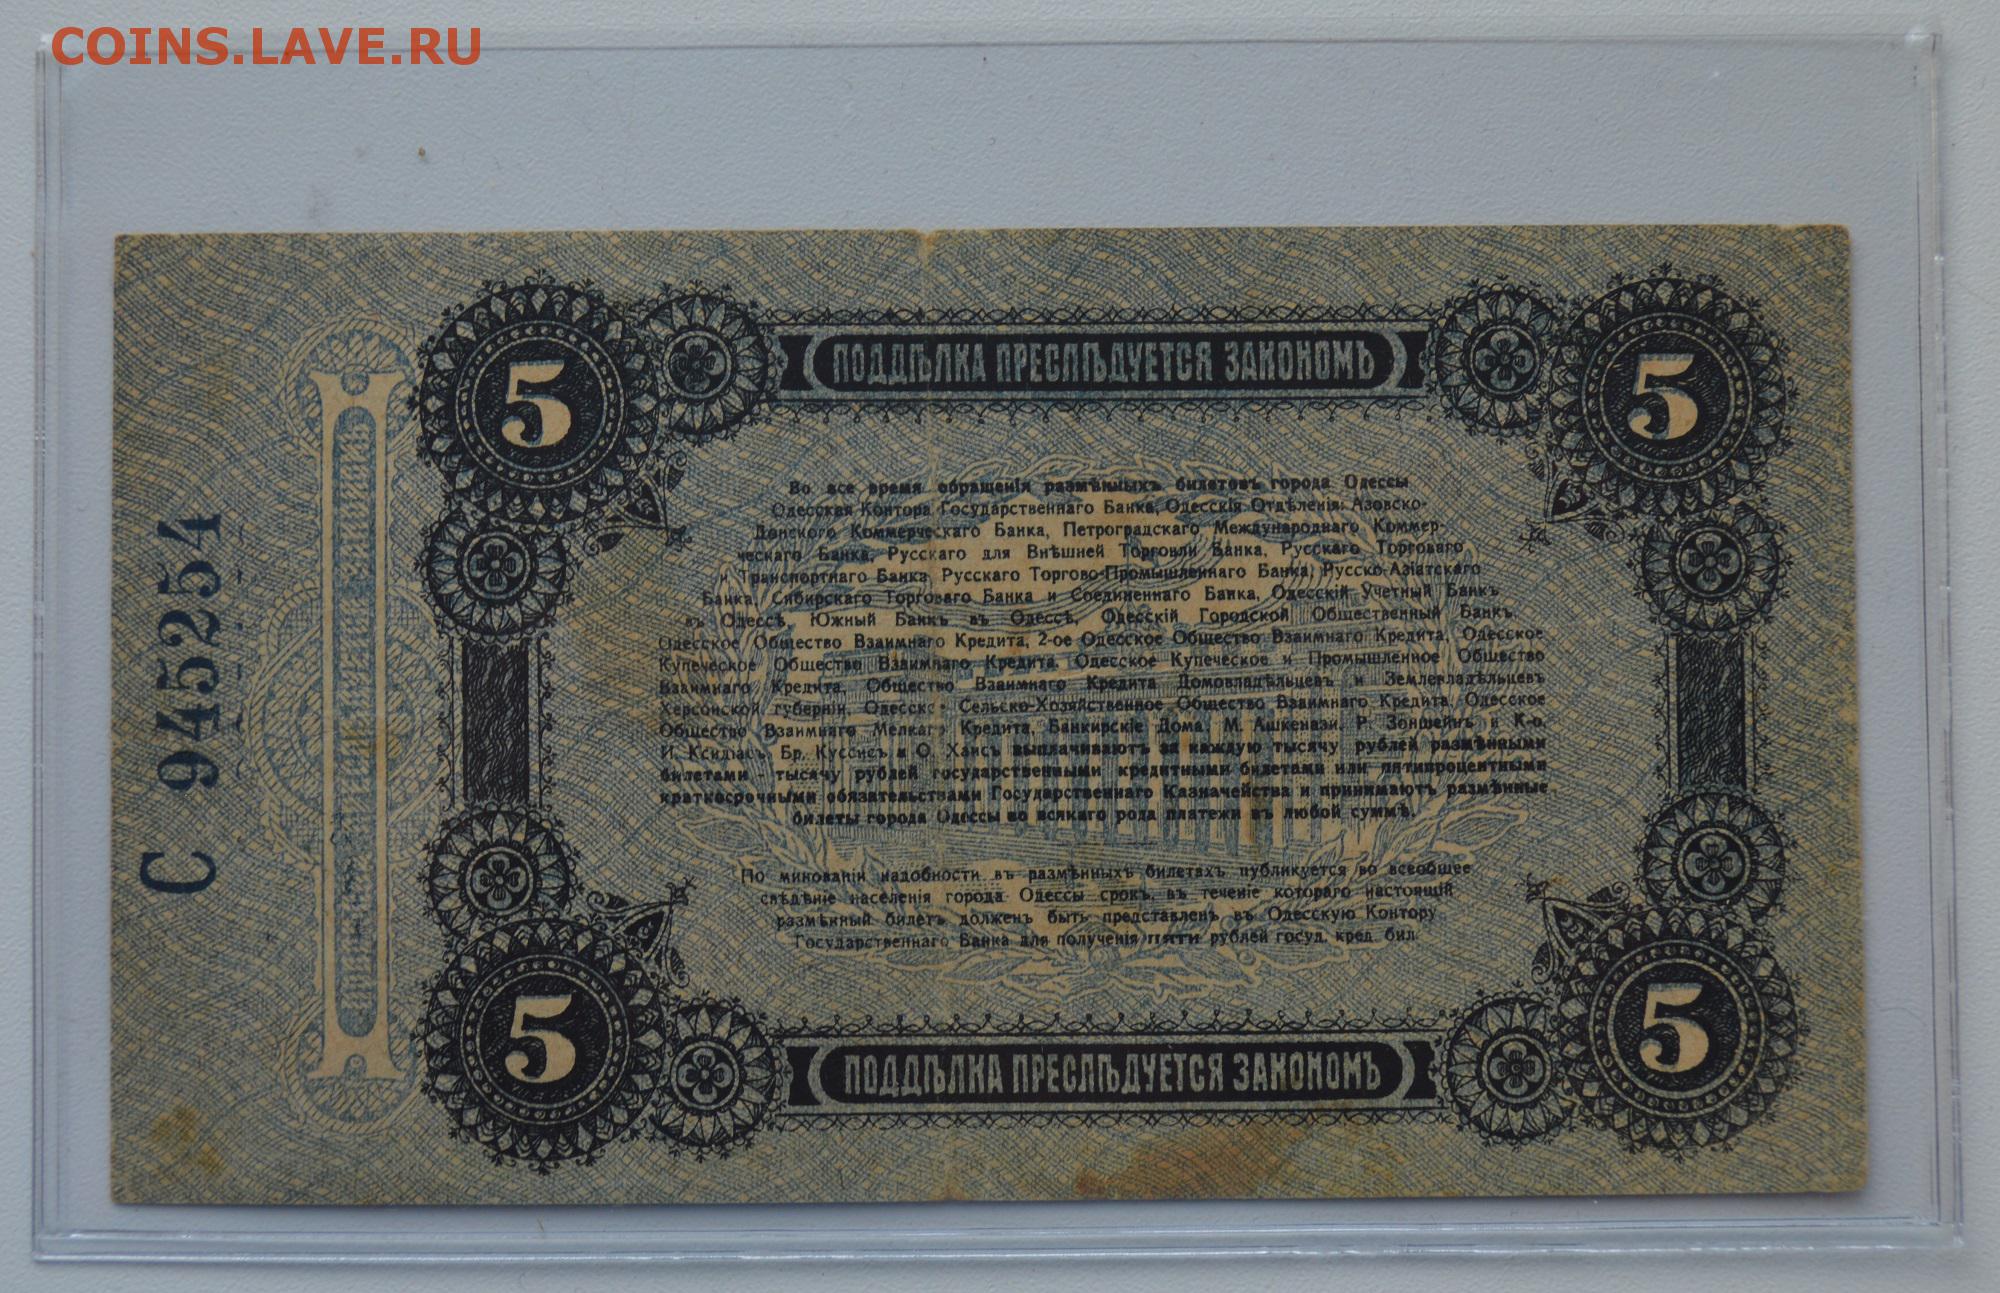 COINS.LAVE.RU
С 945254
5
5
ПОДДѢЛКА ПРЕСЛѢДУЕТСЯ ЗАКОНОМЪ
Во все время обращенія размѣнныхъ билетовъ города Одессы
Одесская Контора Государственнаго Банка, Одесскія Отдѣленія: Азовско-
Донского Коммерческаго Банка, Петроградскаго Международнаго Коммер-
ческаго Банка, Русскаго для Внѣшней Торговли Банка, Русскаго Торговаго
и Транспортнаго Банка, Русскаго Торгово-Промышленнаго Банка, Русско-Азіатскаго
Банка, Сибирскаго Торговаго Банка и Соединеннаго Банка, Одесскій Учетный Банкъ
въ Одессѣ, Южный Банкъ въ Одессѣ, Одесскій Городской Общественный Банкъ,
Одесское Общество Взаимнаго Кредита, 2-ое Одесское Общество Взаимнаго Кредита, Одесское
Купеческое Общество Взаимнаго Кредита, Одесское Купеческое и Промышленное Общество
Взаимнаго Кредита, Общество Взаимнаго Кредита Домовладѣльцевъ и Землевладѣльцевъ
Херсонской губерніи, Одесское Сельско-Хозяйственное Общество Взаимнаго Кредита, Одесское
Общество Взаимнаго Мелкаго Кредита, Банкирскіе Дома: М. Ашкенази, Р. Зоншейнъ и К-о,
И. Ксидіасъ, Бр. Куссисъ и О. Хаисъ выплачиваютъ за каждую тысячу рублей размѣнными
билетами - тысячу рублей государственными кредитными билетами или пятипроцентными
краткосрочными обязательствами Государственнаго Казначейства и принимаютъ размѣнные
билеты города Одессы во всякаго рода платежи въ любой суммѣ.
По минованіи надобности въ размѣнныхъ билетахъ публикуется во всеобщее
свѣдѣніе населенія города Одессы срокъ, въ теченіе котораго настоящій
размѣнный билетъ долженъ быть представленъ въ Одесскую Контору
Государственнаго Банка для полученія пяти рублей госуд. кред. бил.
5
5
ПОДДѢЛКА ПРЕСЛѢДУЕТСЯ ЗАКОНОМЪ